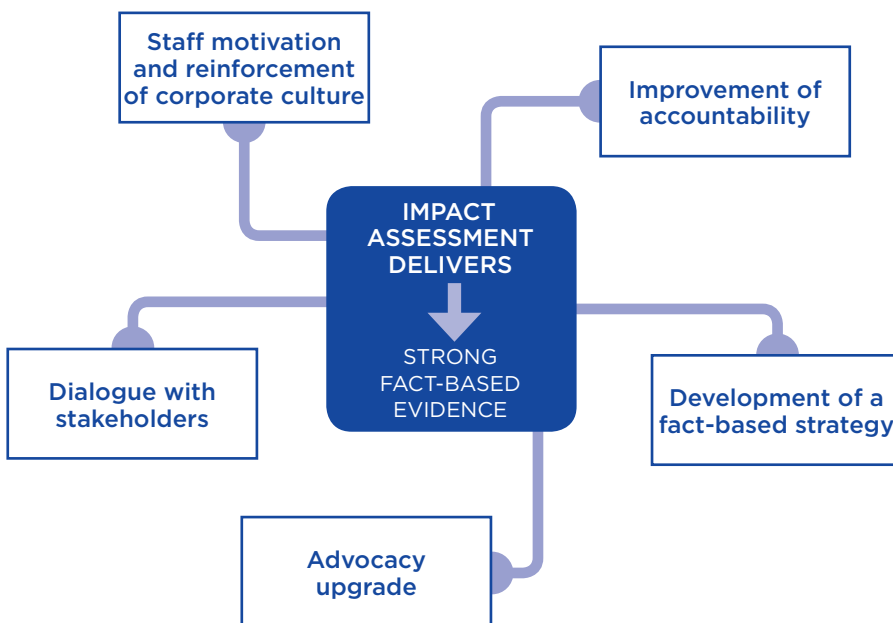 Staff motivation
and reinforcement
of corporate culture
Improvement of
accountability
IMPACT
ASSESSMENT
DELIVERS
STRONG
FACT-BASED
EVIDENCE
Dialogue with
stakeholders
Development of a
fact-based strategy
Advocacy
upgrade